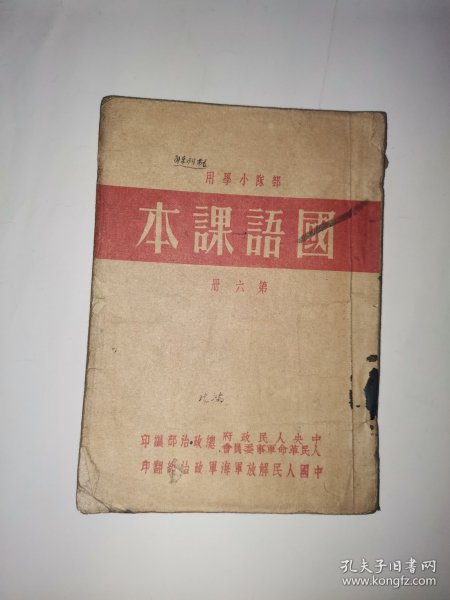 部隊小學用
國語課本
第六册
中央人民政府
人民革命軍事委員會
總政治部編印
中國人民解放軍海軍政治部翻印
孔夫子旧书网
www.kongfz.com